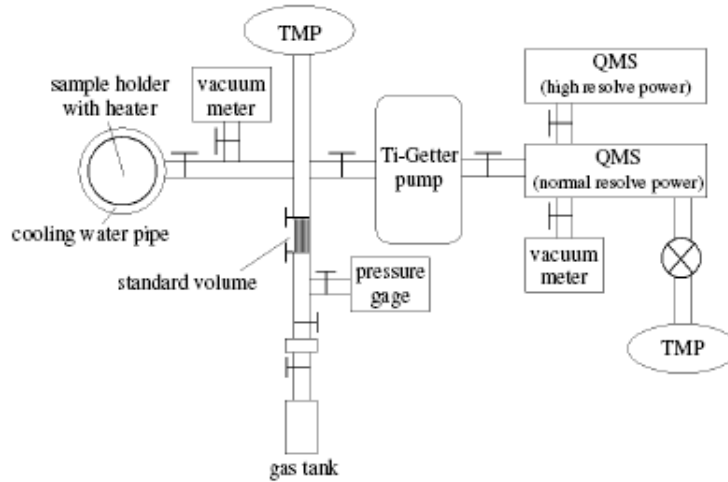 TMP
sample holder
with heater
vacuum
meter
QMS
(high resolve power)
Ti-Getter
pump
QMS
(normal resolve power)
cooling water pipe
standard volume
pressure
gage
vacuum
meter
TMP
gas tank